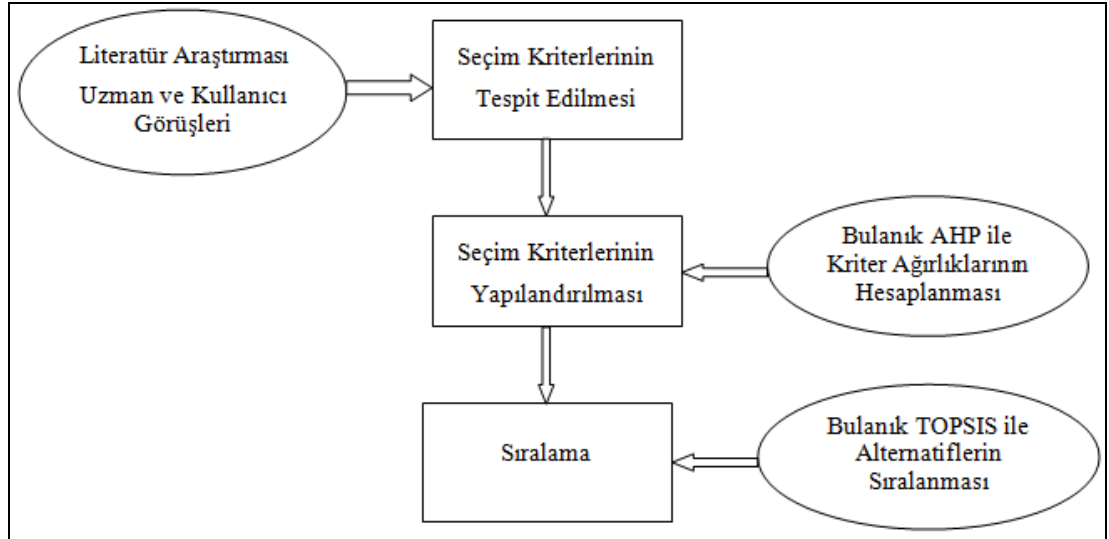 Literatür Araştırması
Uzman ve Kullanıcı
Görüşleri
Seçim Kriterlerinin
Tespit Edilmesi
Seçim Kriterlerinin
Yapılandırılması
Bulanık AHP ile
Kriter Ağırlıklarının
Hesaplanması
Sıralama
Bulanık TOPSIS ile
Alternatiflerin
Sıralanması